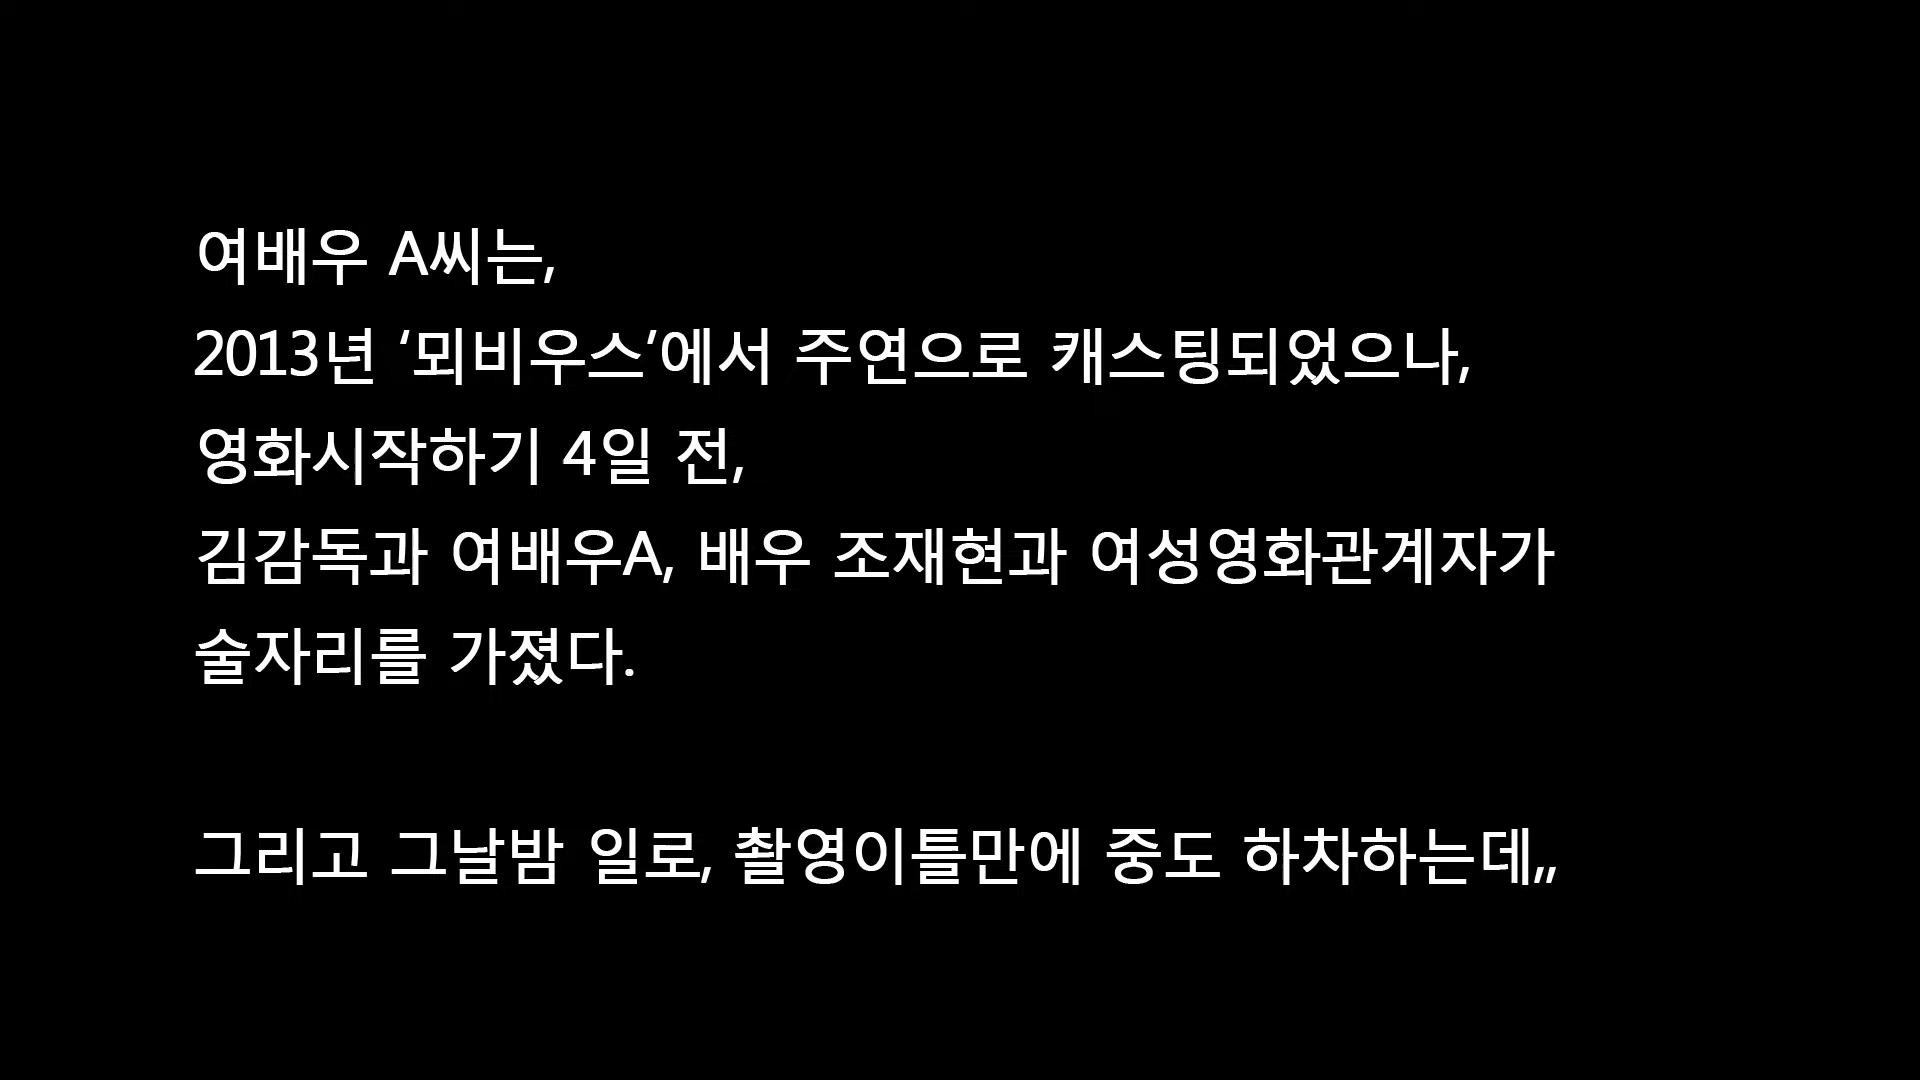 여배우 A씨는,
2013년 ‘뫼비우스’에서 주연으로 캐스팅되었으나,
영화시작하기 4일 전,
김감독과 여배우A, 배우 조재현과 여성영화관계자가
술자리를 가졌다.
그리고 그날밤 일로, 촬영이틀만에 중도 하차하는데,,